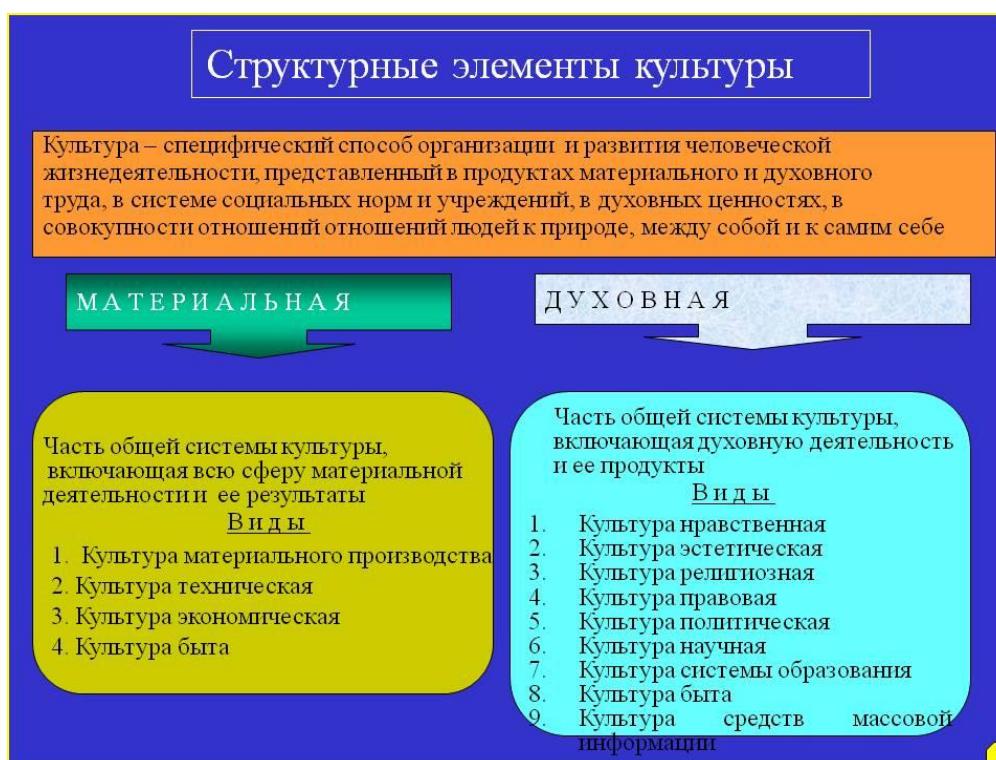 Структурные элементы культуры
Культура – специфический способ организации и развития человеческой
жизнедеятельности, представленный в продуктах материального и духовного
труда, в системе социальных норм и учреждений, в духовных ценностях, в
совокупности отношений отношений людей к природе, между собой и к самим себе
М А Т Е Р И А Л Ь Н А Я
Д У Х О В Н А Я
Часть общей системы культуры,
включающая всю сферу материальной
деятельности и ее результаты
В и д ы
1. Культура материального производства
2. Культура техническая
3. Культура экономическая
4. Культура быта
Часть общей системы культуры,
включающая духовную деятельность
и ее продукты
В и д ы
1. Культура нравственная
2. Культура эстетическая
3. Культура религиозная
4. Культура правовая
5. Культура политическая
6. Культура научная
7. Культура системы образования
8. Культура быта
9. Культура средств массовой
информации